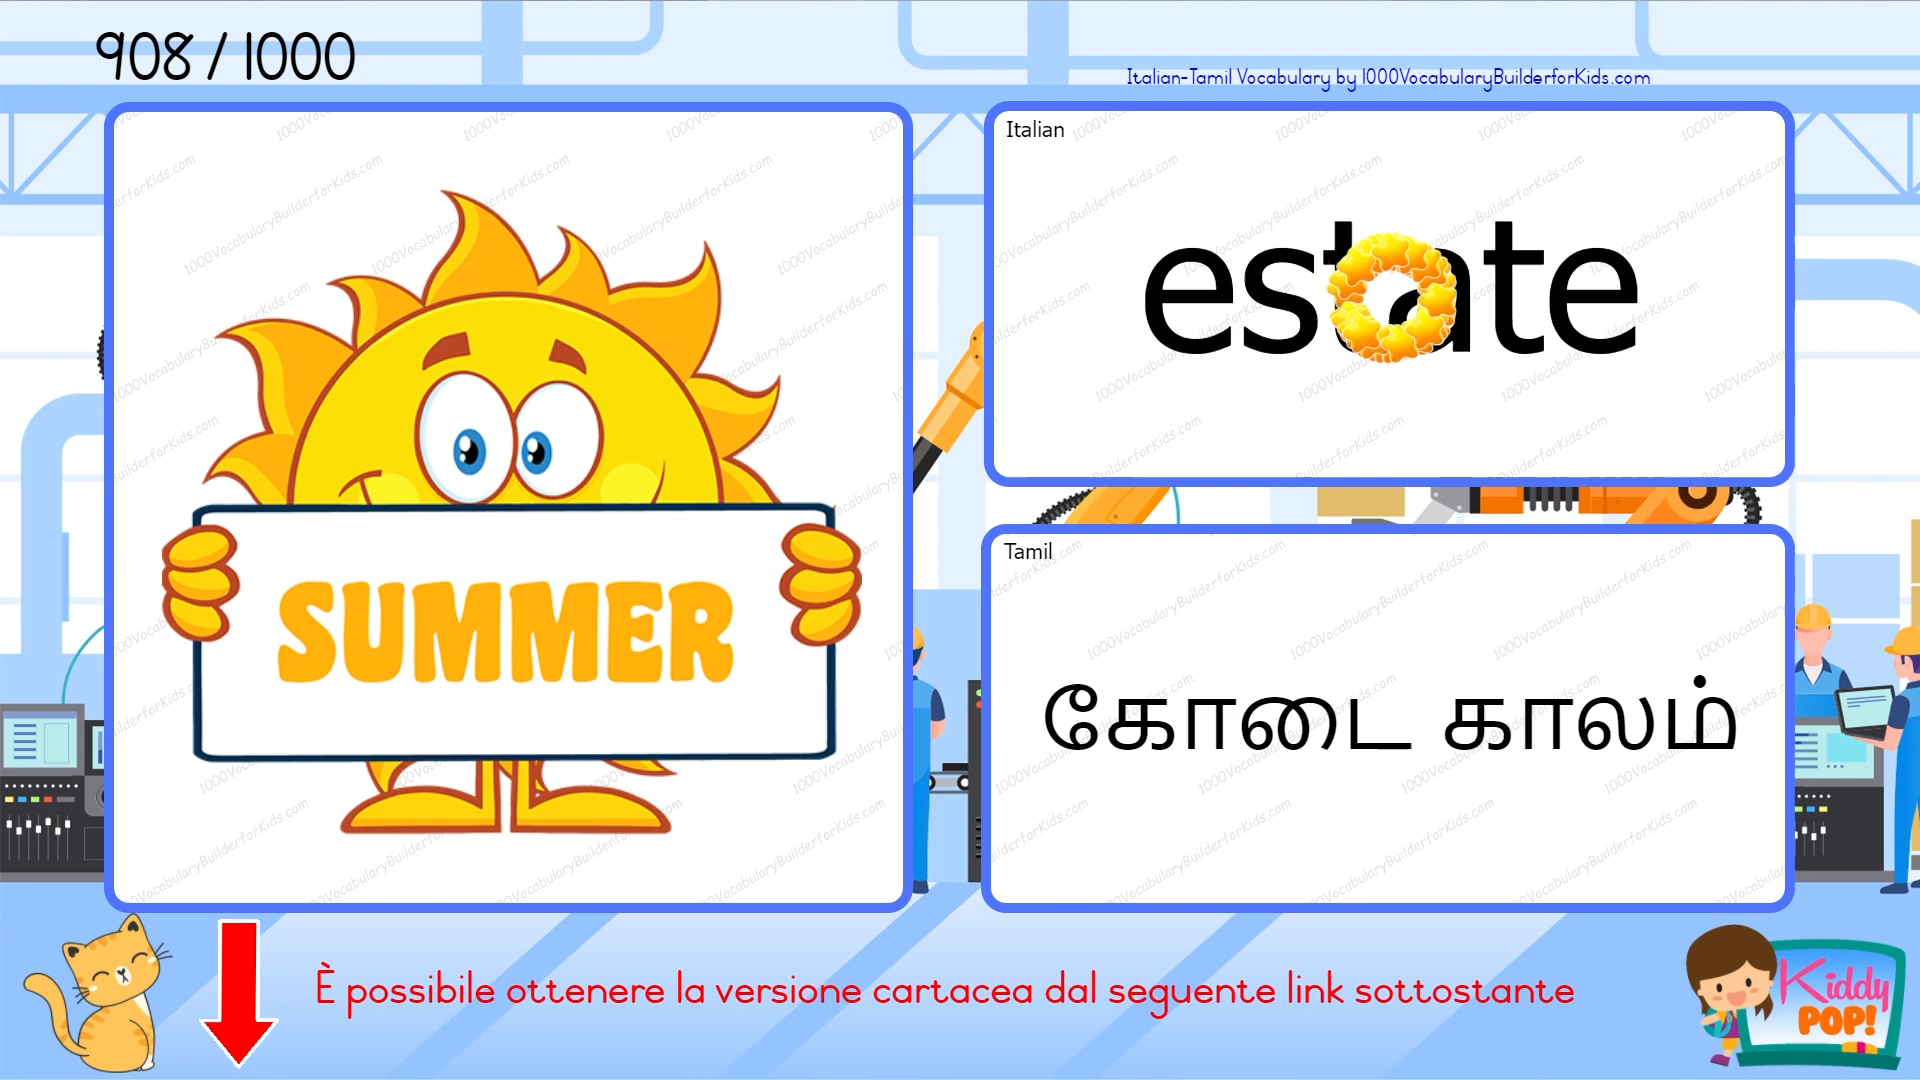 908 / 1000
Italian-Tamil Vocabulary by 1000VocabularyBuilderforKids.com
Italian
estate
SUMMER
Tamil
கோடை காலம்
È possibile ottenere la versione cartacea dal seguente link sottostante
Kiddy
POP!